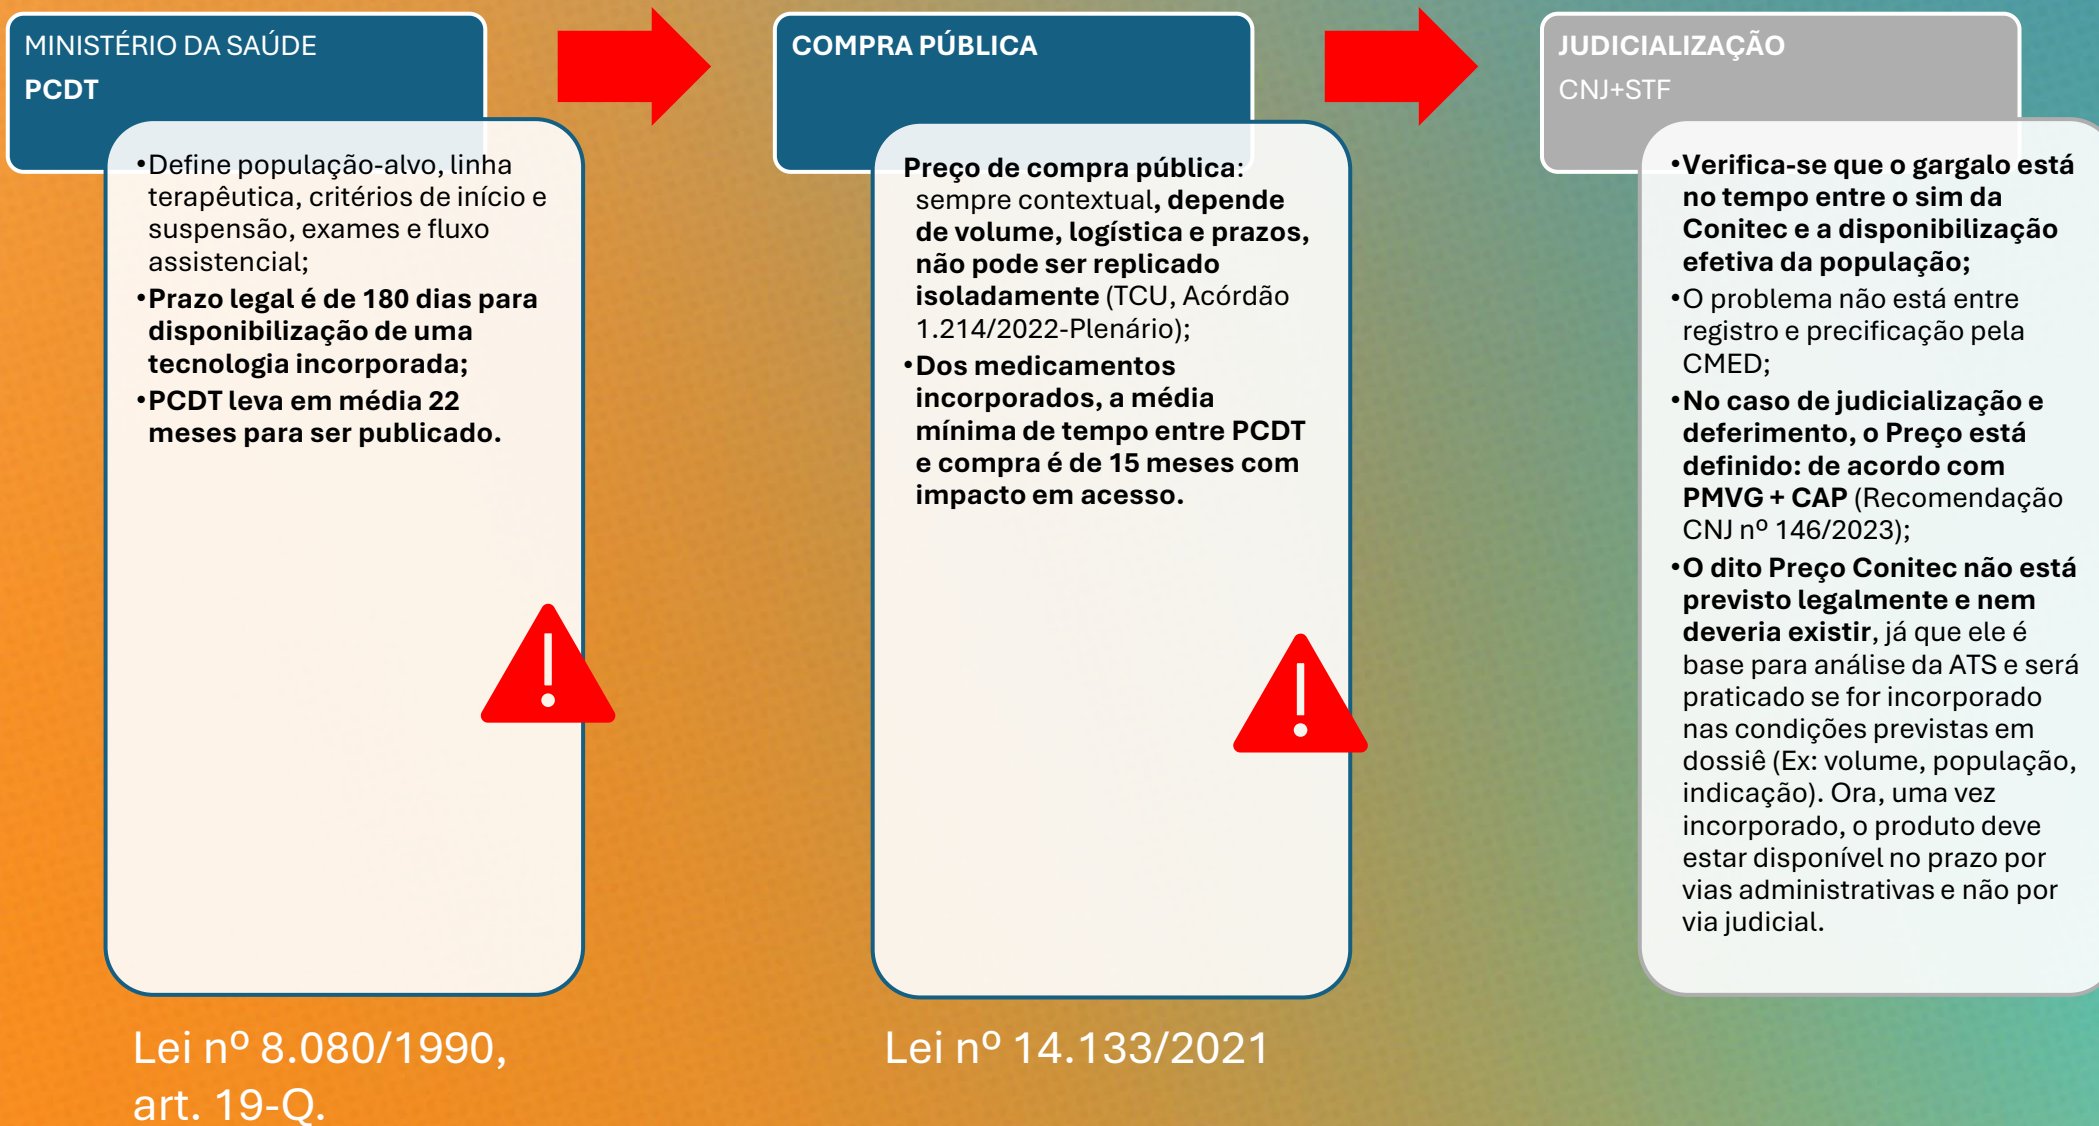 MINISTÉRIO DA SAÚDE
PCDT
•Define população-alvo, linha
terapêutica, critérios de início e
suspensão, exames e fluxo
assistencial;
•Prazo legal é de 180 dias para
disponibilização de uma
tecnologia incorporada;
•PCDT leva em média 22
meses para ser publicado.
Lei nº 8.080/1990,
art. 19-Q.
COMPRA PÚBLICA
Preço de compra pública:
sempre contextual, depende
de volume, logística e prazos,
não pode ser replicado
isoladamente (TCU, Acórdão
1.214/2022-Plenário);
•Dos medicamentos
incorporados, a média
mínima de tempo entre PCDT
e compra é de 15 meses com
impacto em acesso.
Lei nº 14.133/2021
JUDICIALIZAÇÃO
CNJ+STF
•Verifica-se que o gargalo está
no tempo entre o sim da
Conitec e a disponibilização
efetiva da população;
•O problema não está entre
registro e precificação pela
CMED;
•No caso de judicialização e
deferimento, o Preço está
definido: de acordo com
PMVG + CAP (Recomendação
CNJ nº 146/2023);
•O dito Preço Conitec não está
previsto legalmente e nem
deveria existir, já que ele é
base para análise da ATS e será
praticado se for incorporado
nas condições previstas em
dossiê (Ex: volume, população,
indicação). Ora, uma vez
incorporado, o produto deve
estar disponível no prazo por
vias administrativas e não por
via judicial.